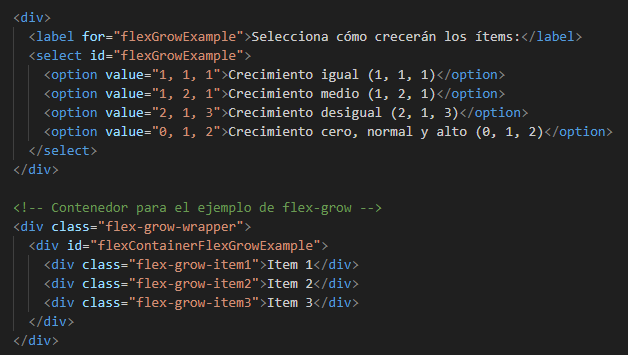 <div>
<label for="flexGrowExample">Selecciona cómo crecerán los ítems:</label>
<select id="flexGrowExample">
<option value="1, 1, 1">Crecimiento igual (1, 1, 1)</option>
<option value="1, 2, 1">Crecimiento medio (1, 2, 1)</option>
<option value="2, 1, 3">Crecimiento desigual (2, 1, 3)</option>
<option value="0, 1, 2">Crecimiento cero, normal y alto (0, 1, 2)</option>
</select>
</div>
<!-- Contenedor para el ejemplo de flex-grow -->
<div class="flex-grow-wrapper">
<div id="flexContainerFlexGrowExample">
<div class="flex-grow-item1">Item 1</div>
<div class="flex-grow-item2">Item 2</div>
<div class="flex-grow-item3">Item 3</div>
</div>
</div>